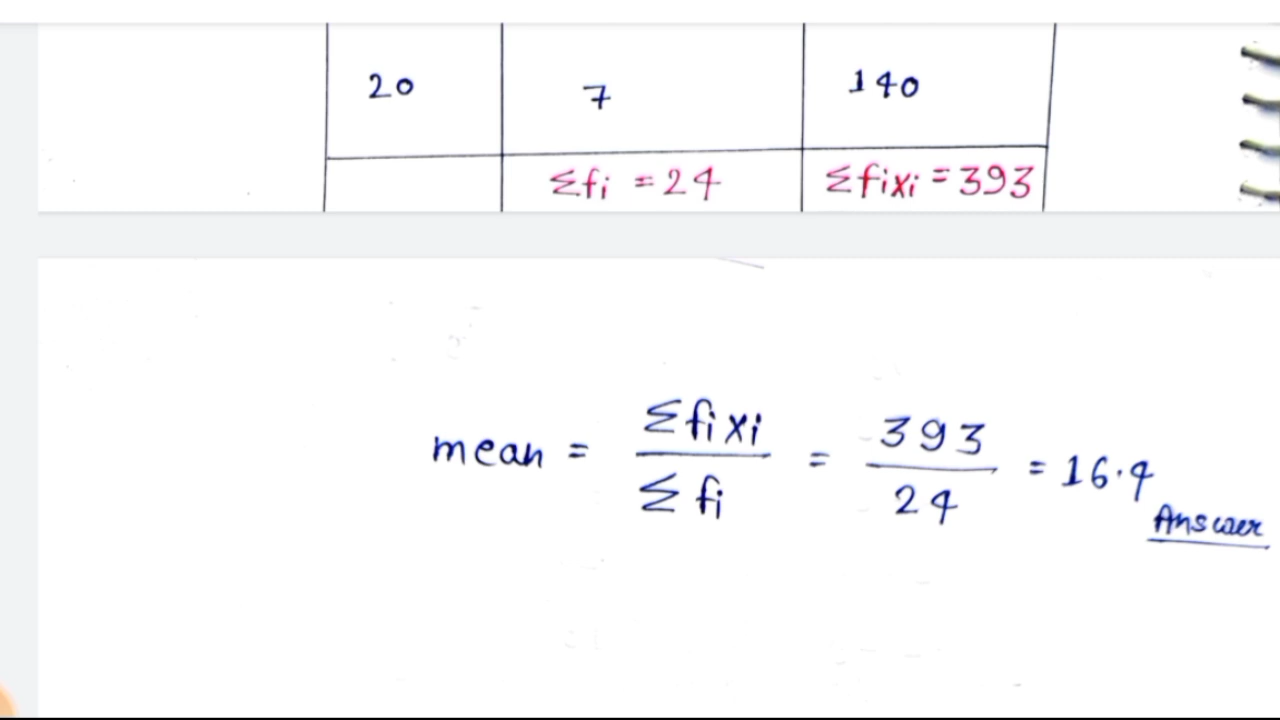 20 7 140
Σfi = 24 Σfixi = 393
mean = Σfixi / Σfi = 393 / 24 = 16.4
Answer